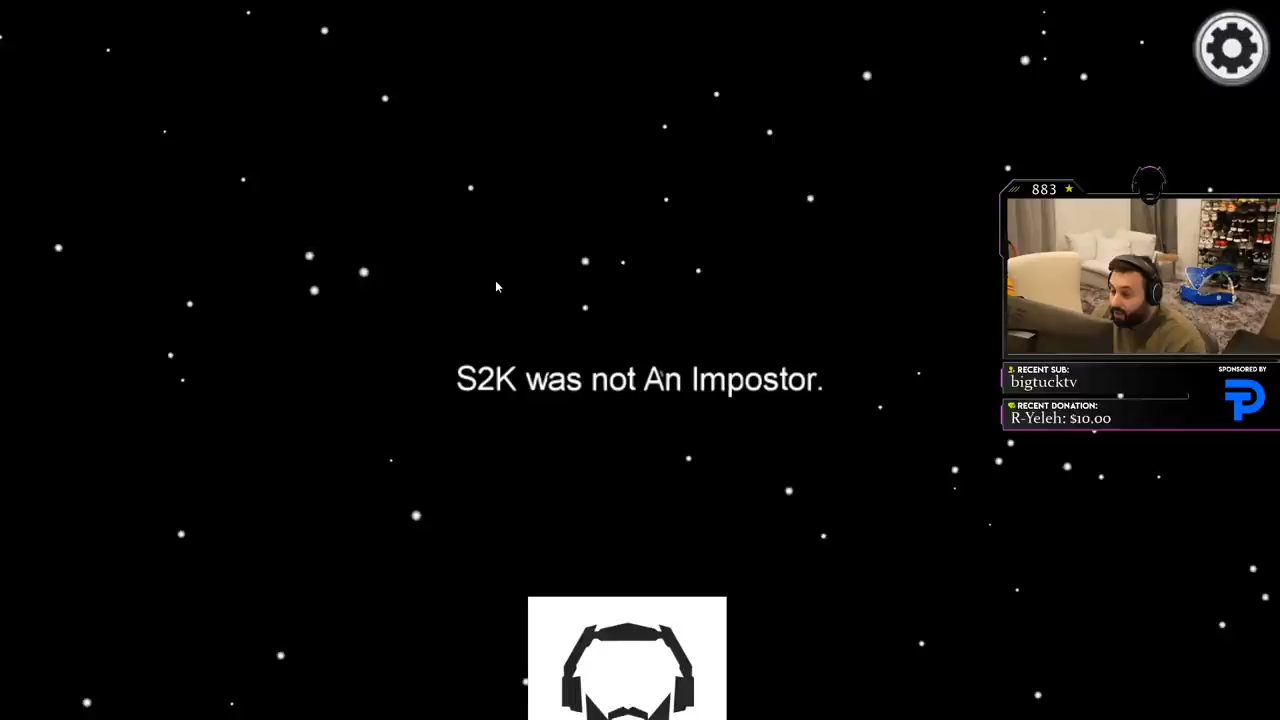 883
S2K was not An Impostor.
RECENT SUB:
bigtucktv
SPONSORED BY
RECENT DONATION:
R-Yeleh: $10.00